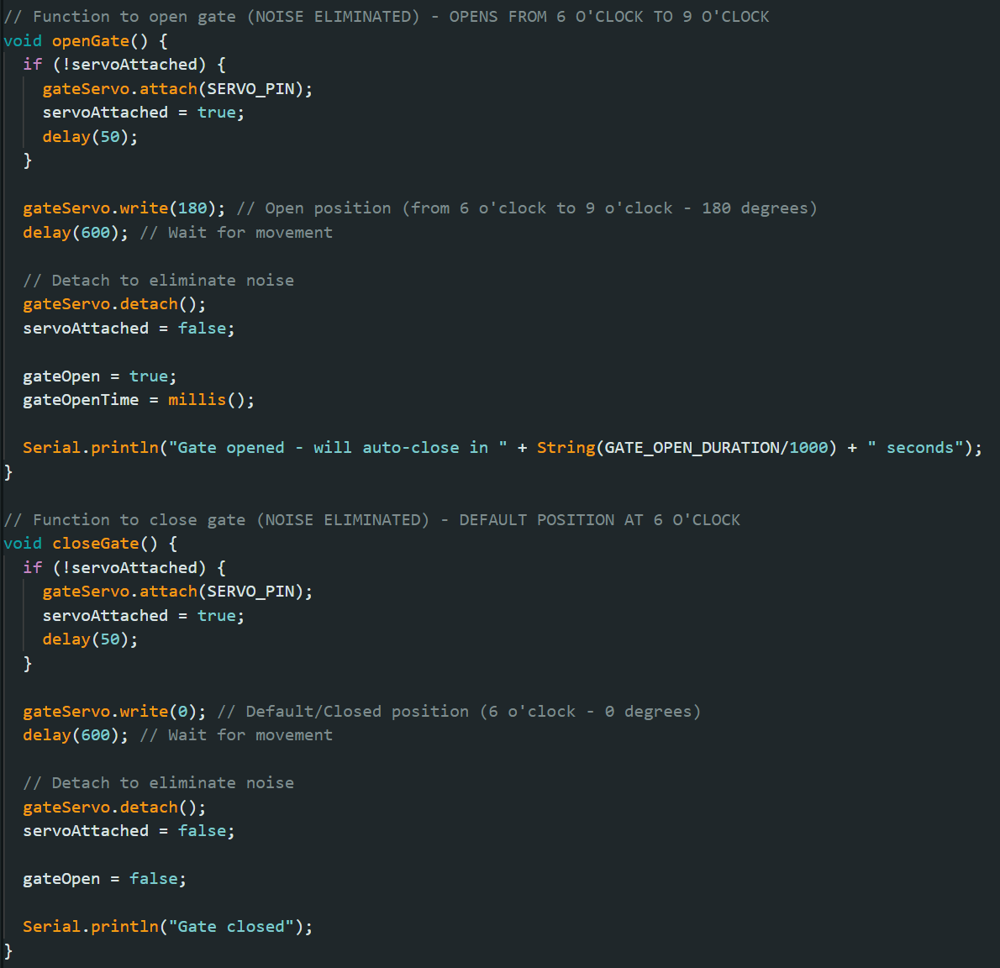 // Function to open gate (NOISE ELIMINATED) - OPENS FROM 6 O'CLOCK TO 9 O'CLOCK
void openGate() {
  if (!servoAttached) {
    gateServo.attach(SERVO_PIN);
    servoAttached = true;
    delay(50);
  }

  gateServo.write(180); // Open position (from 6 o'clock to 9 o'clock - 180 degrees)
  delay(600); // Wait for movement

  // Detach to eliminate noise
  gateServo.detach();
  servoAttached = false;

  gateOpen = true;
  gateOpenTime = millis();

  Serial.println("Gate opened - will auto-close in " + String(GATE_OPEN_DURATION/1000) + " seconds");
}

// Function to close gate (NOISE ELIMINATED) - DEFAULT POSITION AT 6 O'CLOCK
void closeGate() {
  if (!servoAttached) {
    gateServo.attach(SERVO_PIN);
    servoAttached = true;
    delay(50);
  }

  gateServo.write(0); // Default/Closed position (6 o'clock - 0 degrees)
  delay(600); // Wait for movement

  // Detach to eliminate noise
  gateServo.detach();
  servoAttached = false;

  gateOpen = false;

  Serial.println("Gate closed");
}